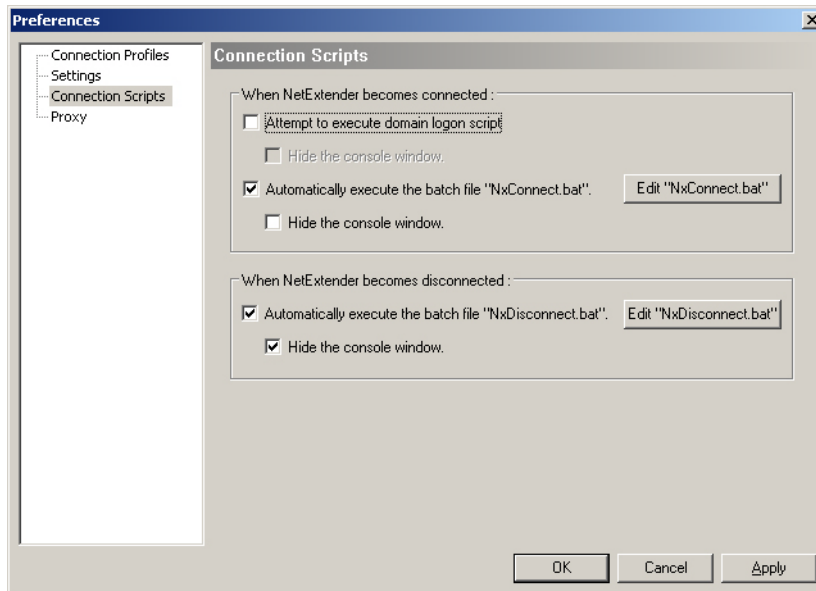 Preferences
Connection Profiles
Settings
Connection Scripts
Proxy
Connection Scripts
When NetExtender becomes connected :
Attempt to execute domain logon script
Hide the console window.
Automatically execute the batch file "NxConnect.bat".
Edit "NxConnect.bat"
Hide the console window.
When NetExtender becomes disconnected :
Automatically execute the batch file "NxDisconnect.bat".
Edit "NxDisconnect.bat"
Hide the console window.
OK
Cancel
Apply